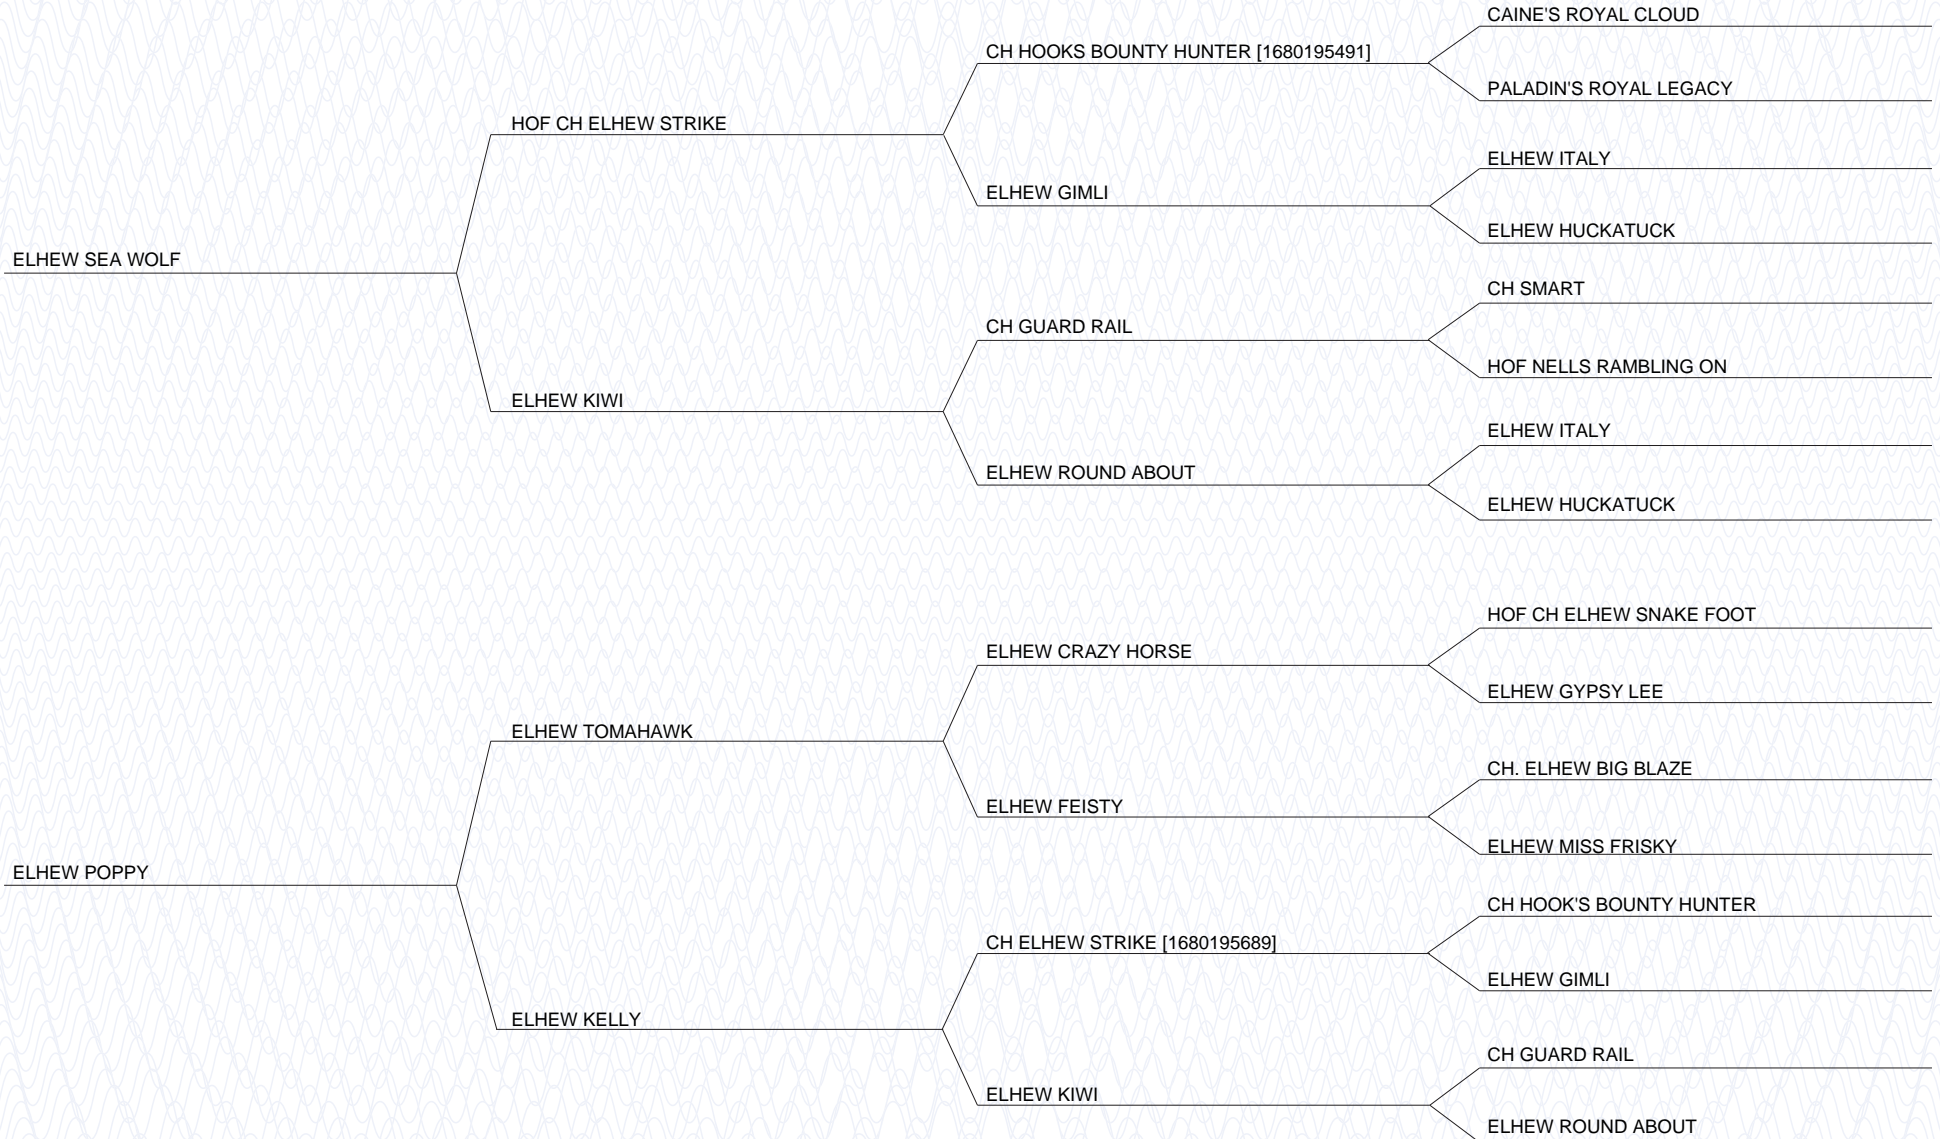 CAINE'S ROYAL CLOUD
CH HOOKS BOUNTY HUNTER [1680195491]
PALADIN'S ROYAL LEGACY
HOF CH ELHEW STRIKE
ELHEW ITALY
ELHEW GIMLI
ELHEW HUCKATUCK
ELHEW SEA WOLF
CH SMART
CH GUARD RAIL
HOF NELLS RAMBLING ON
ELHEW KIWI
ELHEW ITALY
ELHEW ROUND ABOUT
ELHEW HUCKATUCK
HOF CH ELHEW SNAKE FOOT
ELHEW CRAZY HORSE
ELHEW GYPSY LEE
ELHEW TOMAHAWK
CH. ELHEW BIG BLAZE
ELHEW FEISTY
ELHEW MISS FRISKY
ELHEW POPPY
CH HOOK'S BOUNTY HUNTER
CH ELHEW STRIKE [1680195689]
ELHEW GIMLI
ELHEW KELLY
CH GUARD RAIL
ELHEW KIWI
ELHEW ROUND ABOUT